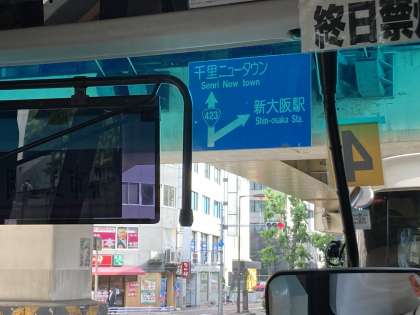 終日禁
千里ニュータウン
Senri New town
423
新大阪駅
Shin-osaka Sta.
4